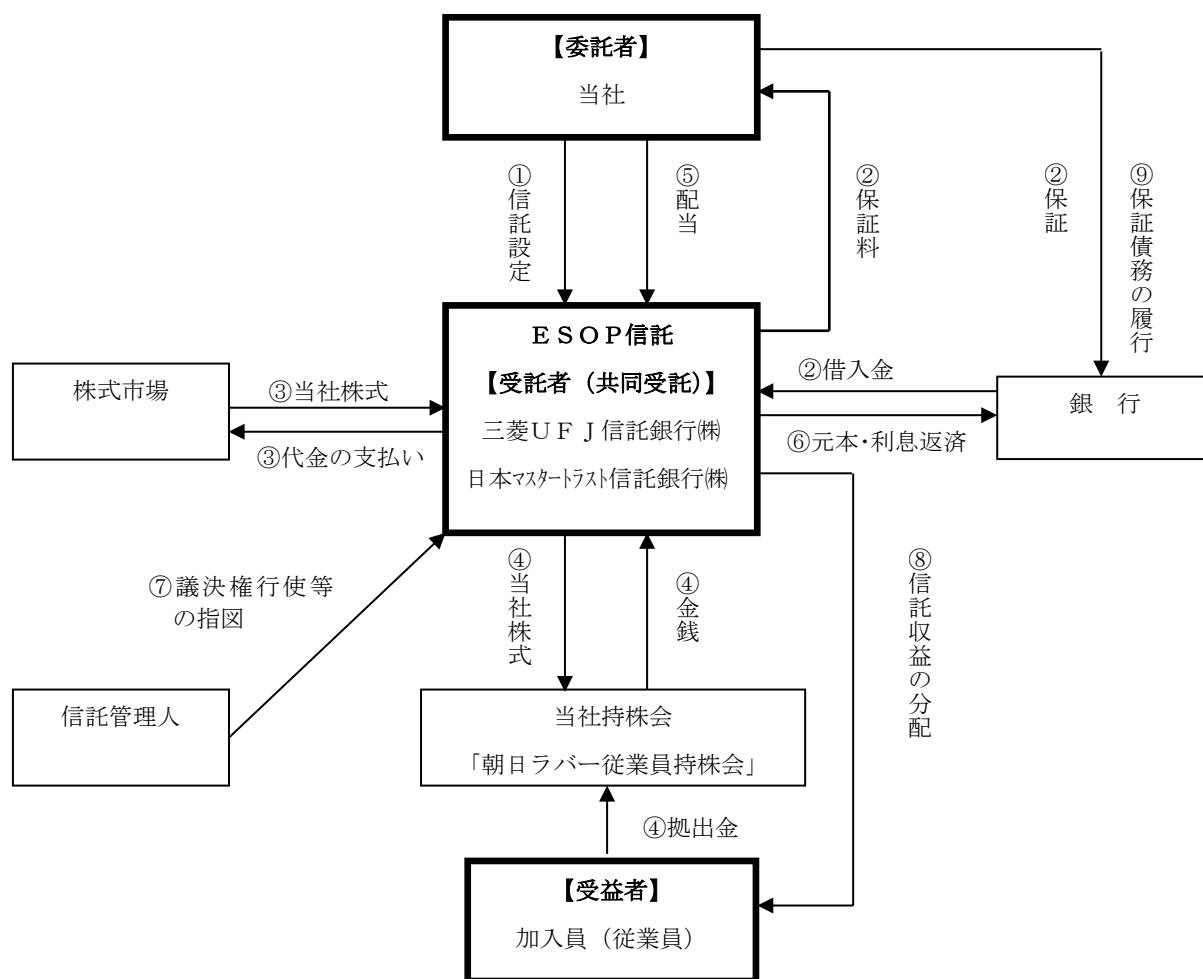 【委託者】
当社
①信託設定
⑤配当
②保証料
②保証
⑨保証債務の履行
ESOP信託
【受託者（共同受託）】
三菱UFJ信託銀行㈱
日本ﾏｽﾀｰﾄﾗｽﾄ信託銀行㈱
株式市場
③当社株式
③代金の支払い
②借入金
銀　行
⑥元本･利息返済
⑦議決権行使等
の指図
④当社株式
④金銭
⑧信託収益の分配
信託管理人
当社持株会
「朝日ラバー従業員持株会」
④拠出金
【受益者】
加入員（従業員）